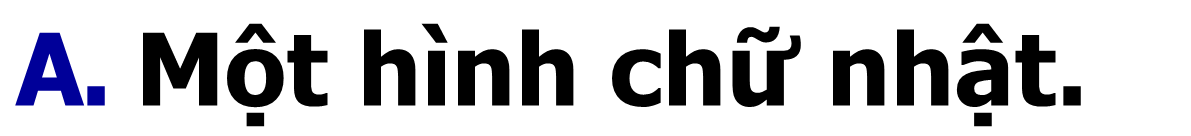 A. Một hình chữ nhật.